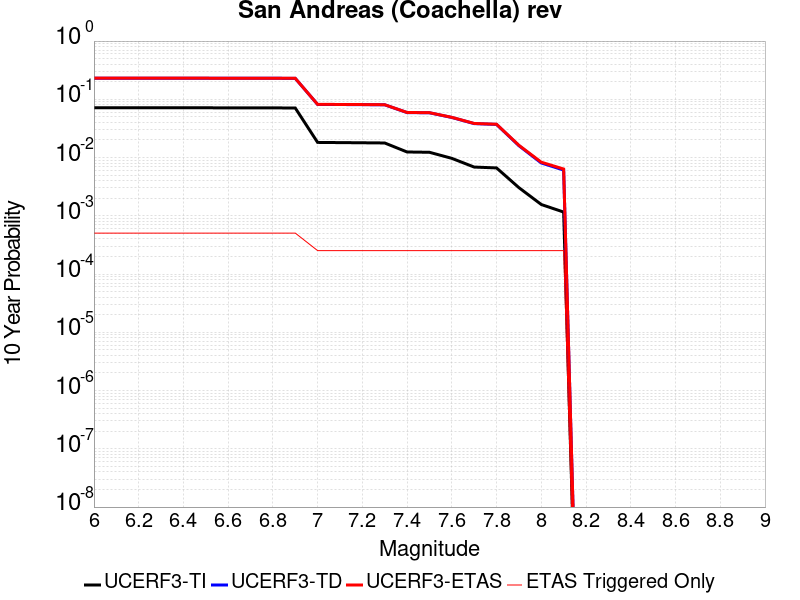 San Andreas (Coachella) rev
10^0
10^-1
10^-2
10^-3
10^-4
10^-5
10^-6
10^-7
10^-8
10 Year Probability
6 6.2 6.4 6.6 6.8 7 7.2 7.4 7.6 7.8 8 8.2 8.4 8.6 8.8 9
Magnitude
UCERF3-TI UCERF3-TD UCERF3-ETAS ETAS Triggered Only